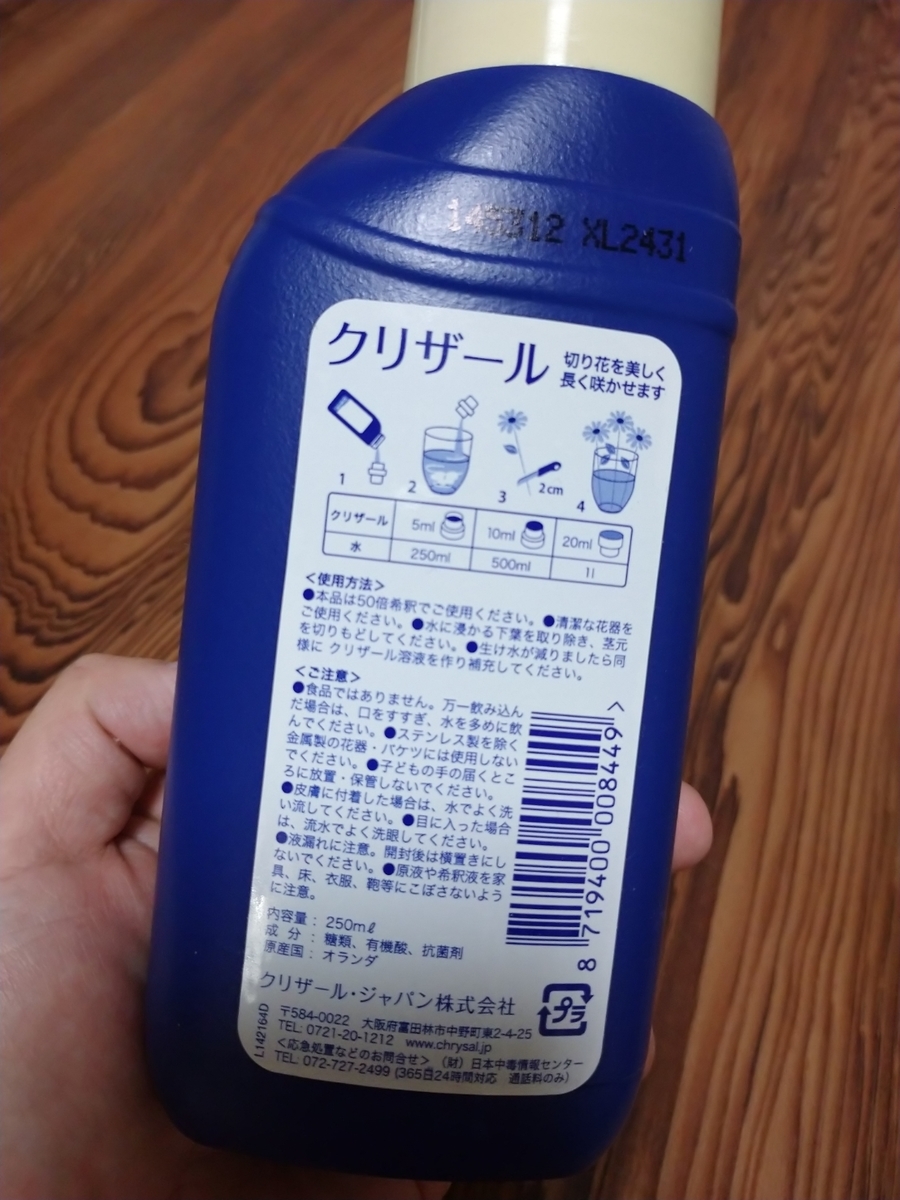 XL2431
クリザール
切り花を美しく
長く咲かせます
1
2
3
2cm
4
クリザール 5ml 10ml 20ml
水 250ml 500ml 1l
<使用方法>
●本品は50倍希釈でご使用ください。●清潔な花器を
ご使用ください。●水に浸かる下葉を取り除き、茎元
を切りもどしてください。●生け水が減りましたら同
様に クリザール溶液を作り補充してください。
<ご注意>
●食品ではありません。万一飲み込ん
だ場合は、口をすすぎ、水を多めに飲
んでください。●ステンレス製を除く
金属製の花器・バケツには使用しない
でください。●子どもの手の届くとこ
ろに放置・保管しないでください。
●皮膚に付着した場合は、水でよく洗
い流してください。●目に入った場合
は、流水でよく洗眼してください。
●液漏れに注意。開封後は横置きにし
ないでください。●原液や希釈液を家
具、床、衣服、鞄等にこぼさないよう
に注意。
8 719400 008449 >
内容量 : 250mℓ
成 分 : 糖類、有機酸、抗菌剤
原産国 : オランダ
クリザール・ジャパン株式会社
プラ
〒584-0022 大阪府富田林市中野町東2-4-25
TEL: 0721-20-1212 www.chrysal.jp
<応急処置などのお問合せ> (財) 日本中毒情報センター
TEL: 072-727-2499 (365日24時間対応 通話料のみ)
L142164D